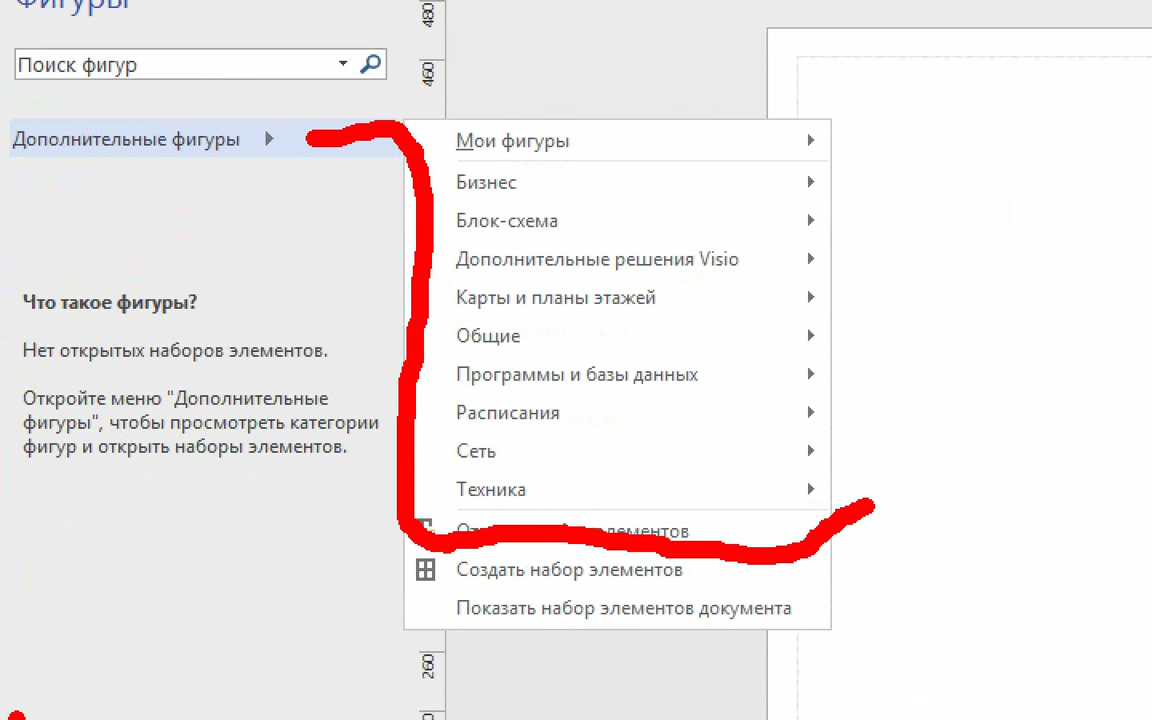 Фигуры
Поиск фигур
Дополнительные фигуры
Что такое фигуры?
Нет открытых наборов элементов.
Откройте меню "Дополнительные
фигуры", чтобы просмотреть категории
фигур и открыть наборы элементов.
480
460
260
Мои фигуры
Бизнес
Блок-схема
Дополнительные решения Visio
Карты и планы этажей
Общие
Программы и базы данных
Расписания
Сеть
Техника
элементов
Создать набор элементов
Показать набор элементов документа